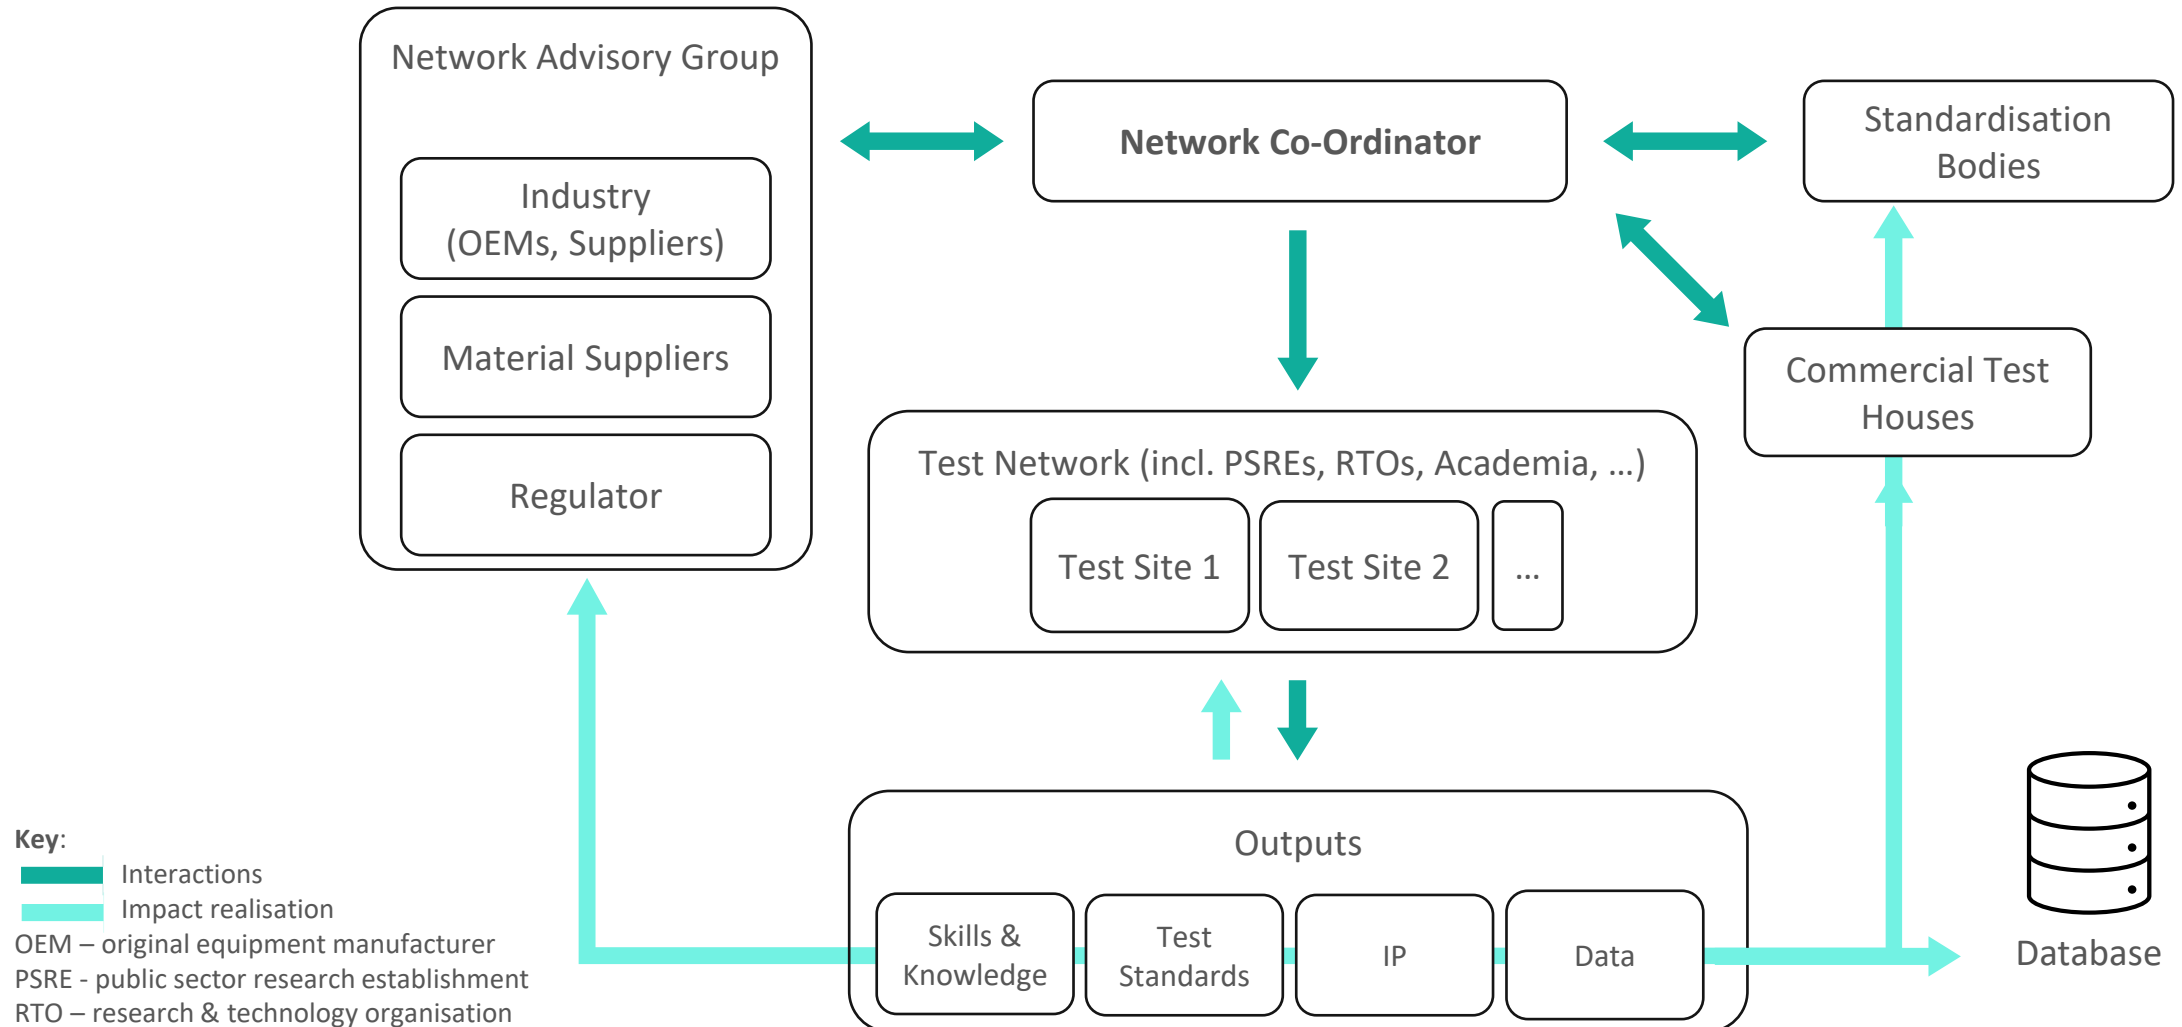 Network Advisory Group
Industry
(OEMs, Suppliers)
Material Suppliers
Regulator
Network Co-Ordinator
Standardisation
Bodies
Commercial Test
Houses
Test Network (incl. PSREs, RTOs, Academia, ...)
Test Site 1
Test Site 2
...
Outputs
Skills &
Knowledge
Test
Standards
IP
Data
Database
Key:
Interactions
Impact realisation
OEM – original equipment manufacturer
PSRE - public sector research establishment
RTO – research & technology organisation